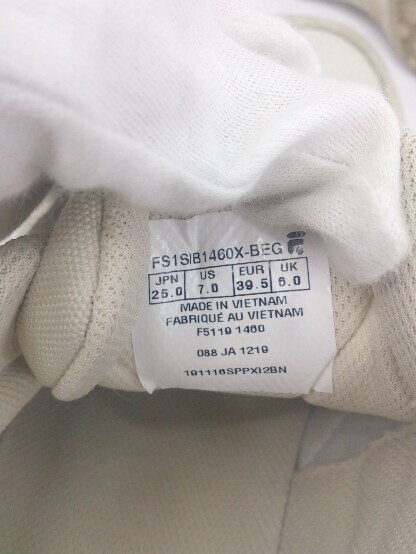 FS1SIB1460X-BEG F
JPN US EUR UK
25.0 7.0 39.5 6.0
MADE IN VIETNAM
FABRIQUÉ AU VIETNAM
F5119 1460
088 JA 1219
191116SPPXI2BN